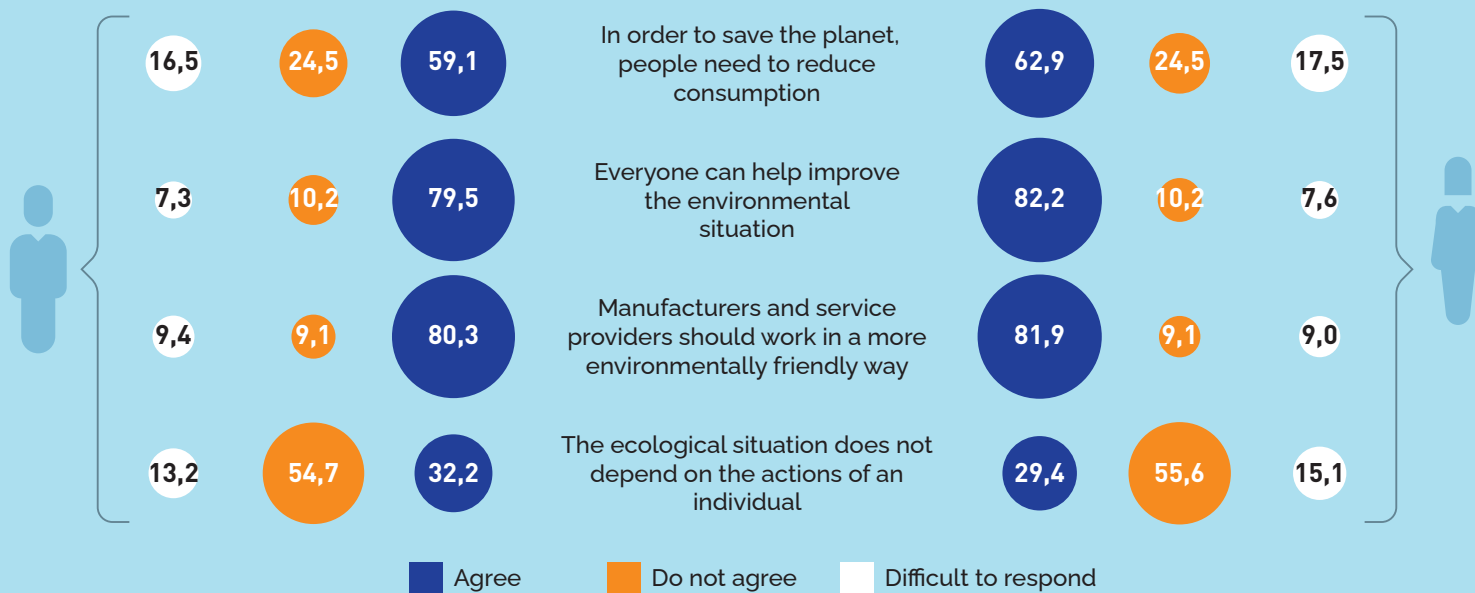 16,5 24,5 59,1
In order to save the planet,
people need to reduce
consumption
62,9 24,5 17,5
7,3 10,2 79,5
Everyone can help improve
the environmental
situation
82,2 10,2 7,6
9,4 9,1 80,3
Manufacturers and service
providers should work in a more
environmentally friendly way
81,9 9,1 9,0
13,2 54,7 32,2
The ecological situation does not
depend on the actions of an
individual
29,4 55,6 15,1
Agree Do not agree Difficult to respond